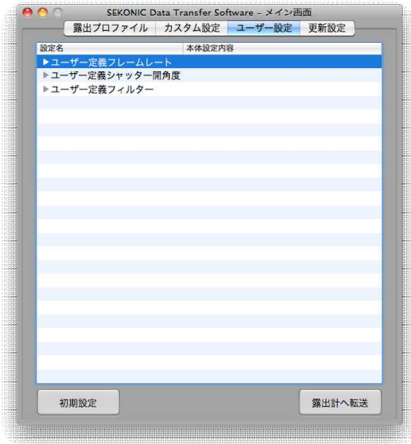 SEKONIC Data Transfer Software – メイン画面
露出プロファイル カスタム設定 ユーザー設定 更新設定
設定名 本体設定内容
▶ユーザー定義フレームレート
▶ユーザー定義シャッター開角度
▶ユーザー定義フィルター
初期設定 露出計へ転送